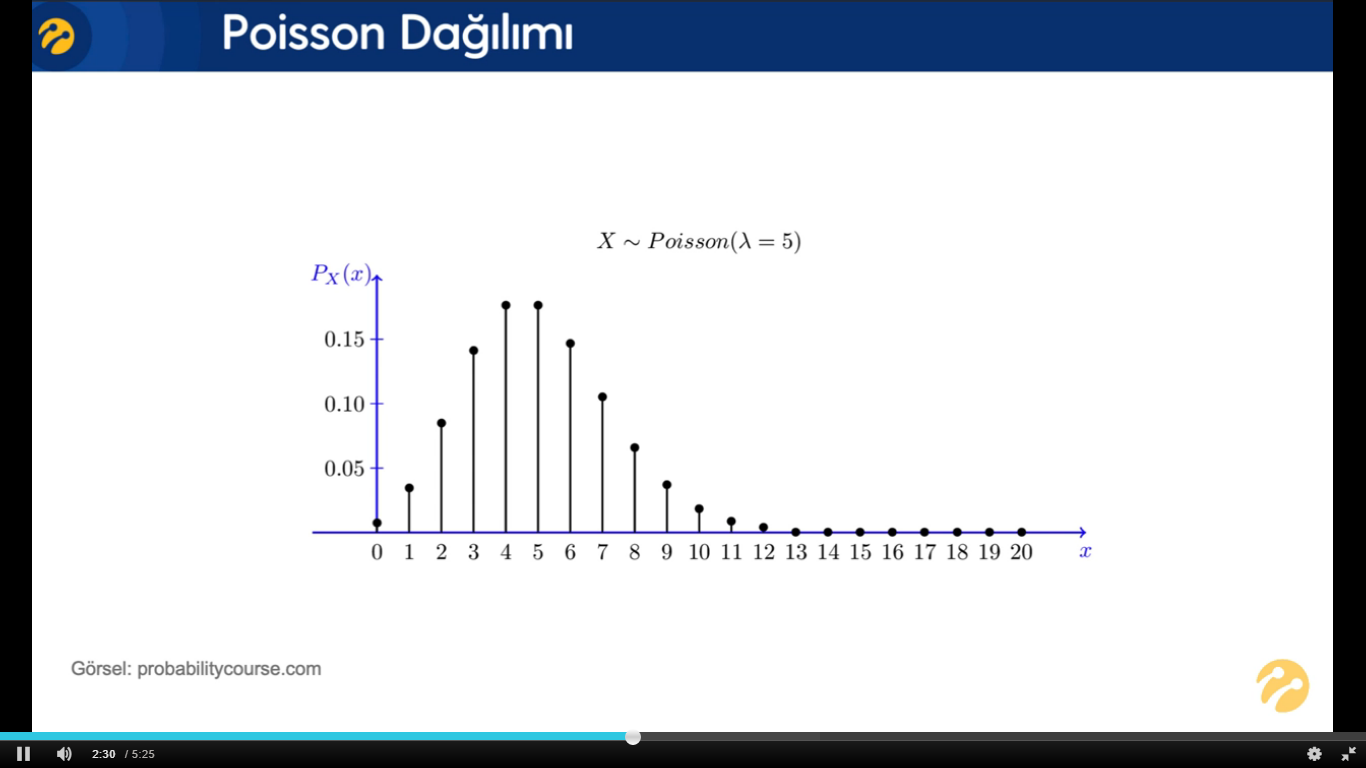 Poisson Dağılımı
X ∼ Poisson(λ = 5)
P_X(x)
0.15
0.10
0.05
0 1 2 3 4 5 6 7 8 9 10 11 12 13 14 15 16 17 18 19 20 x
Görsel: probabilitycourse.com
2:30 / 5:25